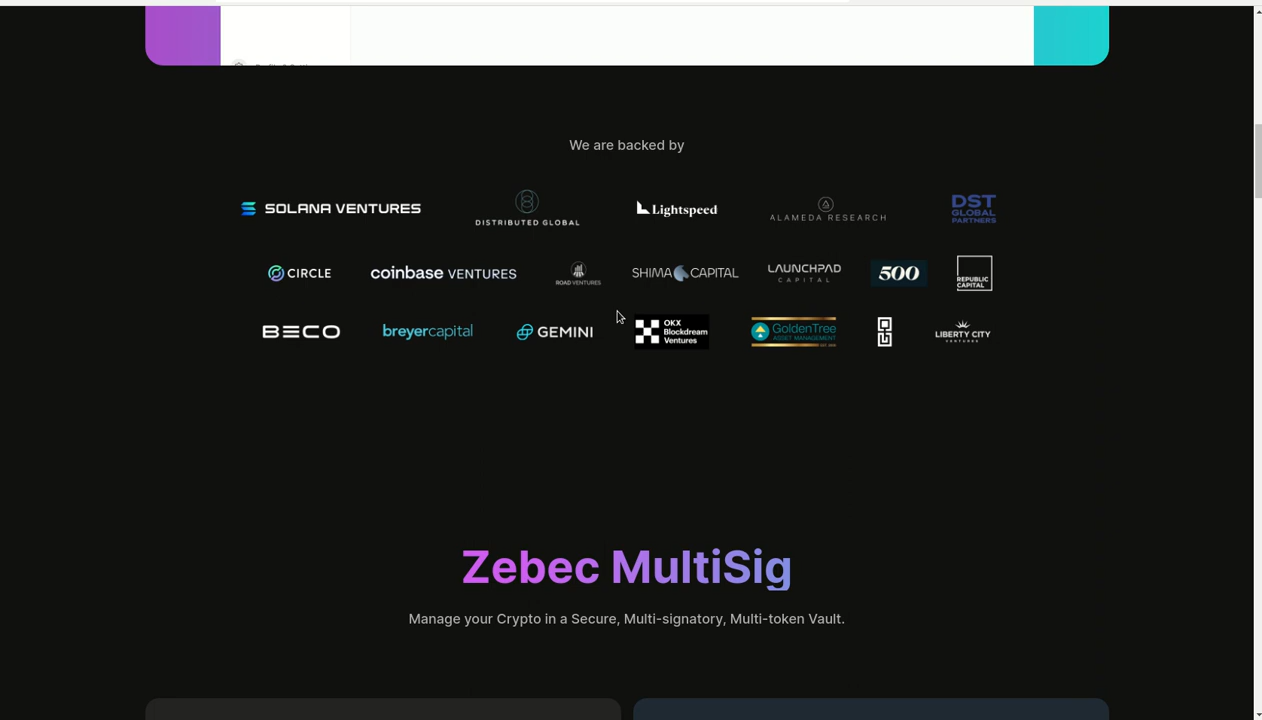 We are backed by
SOLANA VENTURES
DISTRIBUTED GLOBAL
Lightspeed
ALAMEDA RESEARCH
DST
GLOBAL
PARTNERS
CIRCLE
coinbase VENTURES
ROAD VENTURES
SHIMA CAPITAL
LAUNCHPAD
CAPITAL
500
REPUBLIC
CAPITAL
BECO
breyercapital
GEMINI
OKX
Blockdream
Ventures
GoldenTree
ASSET MANAGEMENT
LIBERTY CITY
VENTURES
Zebec MultiSig
Manage your Crypto in a Secure, Multi-signatory, Multi-token Vault.